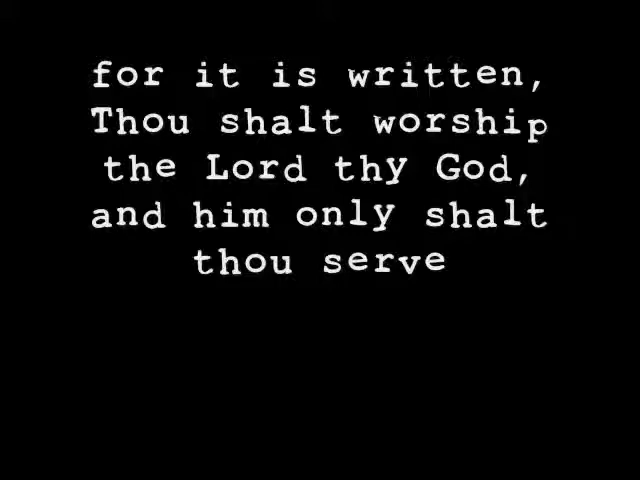 for it is written,
Thou shalt worship
the Lord thy God,
and him only shalt
thou serve